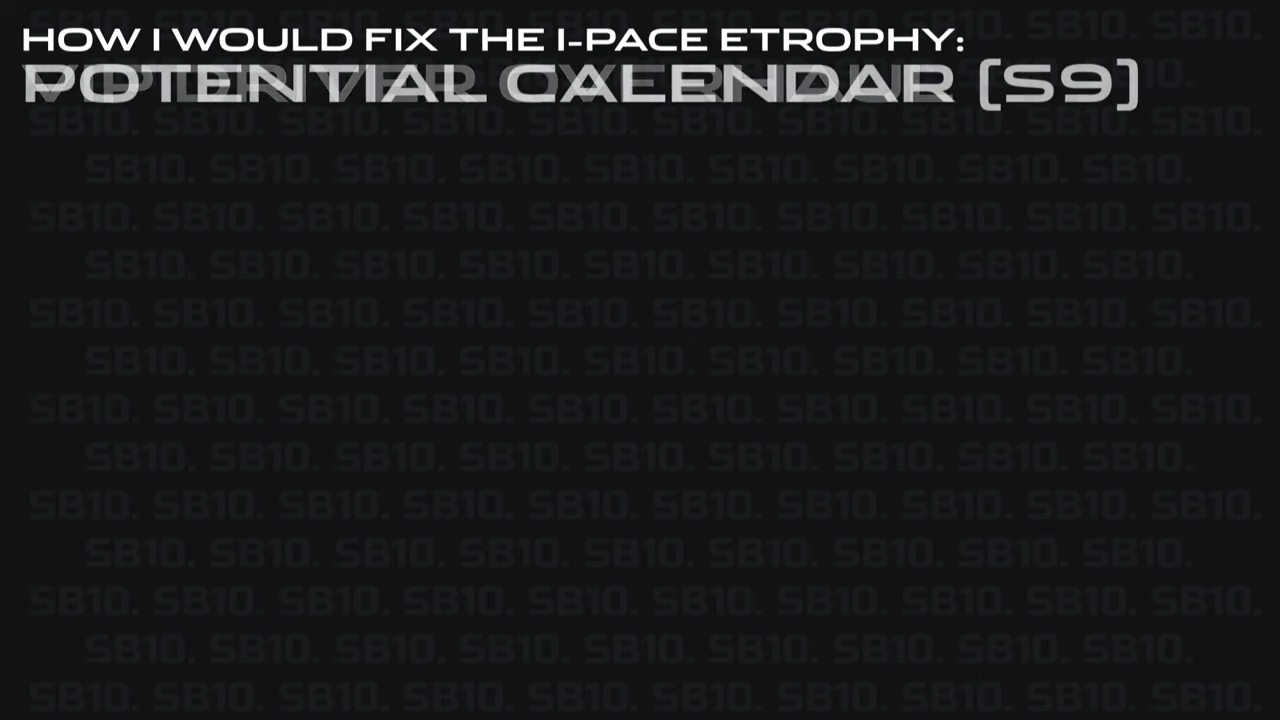 HOW I WOULD FIX THE I-PACE ETROPHY:
POTENTIAL CALENDAR (S9)
SB10. SB10. SB10. SB10. SB10. SB10. SB10. SB10. SB10. SB10.
SB10. SB10. SB10. SB10. SB10. SB10. SB10. SB10. SB10.
SB10. SB10. SB10. SB10. SB10. SB10. SB10. SB10. SB10. SB10.
SB10. SB10. SB10. SB10. SB10. SB10. SB10. SB10. SB10.
SB10. SB10. SB10. SB10. SB10. SB10. SB10. SB10. SB10. SB10.
SB10. SB10. SB10. SB10. SB10. SB10. SB10. SB10. SB10.
SB10. SB10. SB10. SB10. SB10. SB10. SB10. SB10. SB10. SB10.
SB10. SB10. SB10. SB10. SB10. SB10. SB10. SB10. SB10.
SB10. SB10. SB10. SB10. SB10. SB10. SB10. SB10. SB10. SB10.
SB10. SB10. SB10. SB10. SB10. SB10. SB10. SB10. SB10.
SB10. SB10. SB10. SB10. SB10. SB10. SB10. SB10. SB10. SB10.
SB10. SB10. SB10. SB10. SB10. SB10. SB10. SB10. SB10.
SB10. SB10. SB10. SB10. SB10. SB10. SB10. SB10. SB10. SB10.